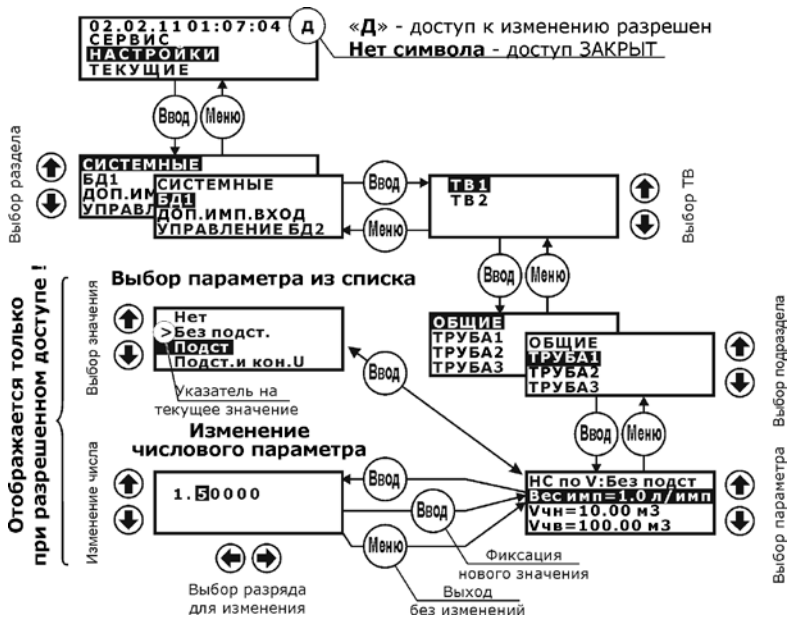 02.02.11 01:07:04
СЕРВИС
НАСТРОЙКИ
ТЕКУЩИЕ
Д
«Д» - доступ к изменению разрешен
Нет символа - доступ ЗАКРЫТ
Ввод
Меню
Выбор раздела
СИСТЕМНЫЕ
БД1
ДОП.ИМ
УПРАВЛ
СИСТЕМНЫЕ
БД1
ДОП.ИМП.ВХОД
УПРАВЛЕНИЕ БД2
Ввод
Меню
ТВ1
ТВ2
Выбор ТВ
Ввод
Меню
Отображается только
при разрешенном доступе !
Выбор параметра из списка
Выбор значения
Нет
>Без подст.
Подст
Подст.и кон.U
Указатель на
текущее значение
Ввод
ОБЩИЕ
ТРУБА1
ТРУБА2
ТРУБА3
ОБЩИЕ
ТРУБА1
ТРУБА2
ТРУБА3
Выбор подраздела
Ввод
Меню
Изменение
числового параметра
Изменение числа
1.50000
Ввод
Ввод
Меню
НС по V:Без подст
Вес имп=1.0 л/имп
Vчн=10.00 м3
Vчв=100.00 м3
Выбор параметра
Фиксация
нового значения
Выбор разряда
для изменения
Выход
без изменений